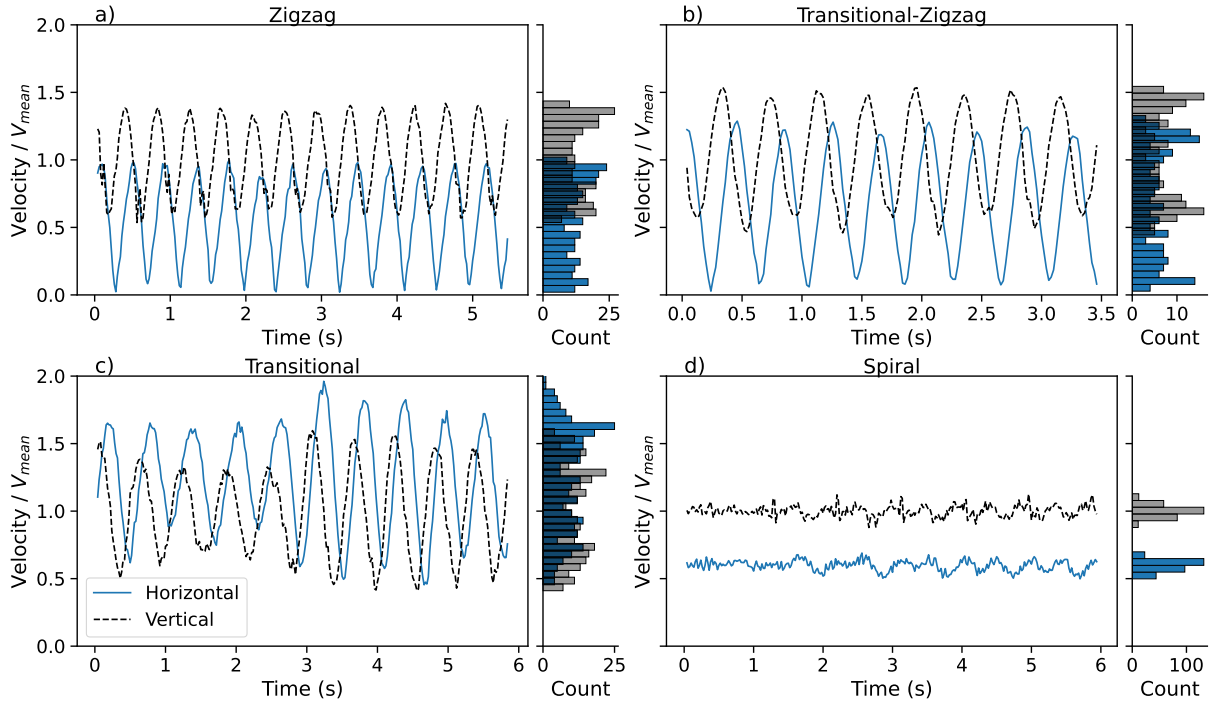 a) Zigzag
2.0
1.5
1.0
0.5
0.0
Velocity / V_mean
0 1 2 3 4 5
Time (s)
0 25
Count
b) Transitional-Zigzag
Velocity / V_mean
0.0 0.5 1.0 1.5 2.0 2.5 3.0 3.5
Time (s)
0 10
Count
c) Transitional
2.0
1.5
1.0
0.5
0.0
Velocity / V_mean
Horizontal
Vertical
0 1 2 3 4 5 6
Time (s)
0 25
Count
d) Spiral
Velocity / V_mean
0 1 2 3 4 5 6
Time (s)
0 100
Count